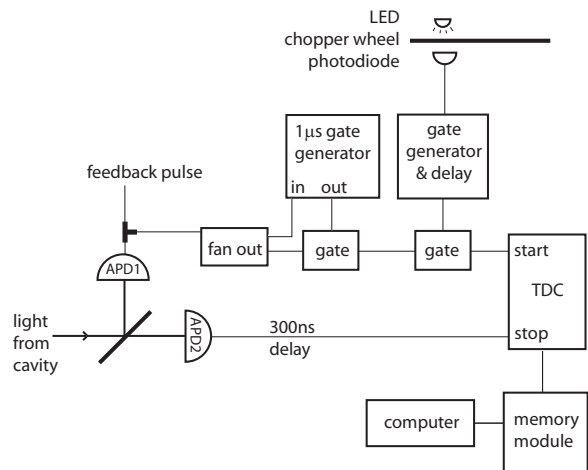 LED
chopper wheel
photodiode
1μs gate
generator
in out
gate
generator
& delay
feedback pulse
fan out
gate
gate
start
TDC
stop
APD1
light
from
cavity
APD2
300ns
delay
computer
memory
module